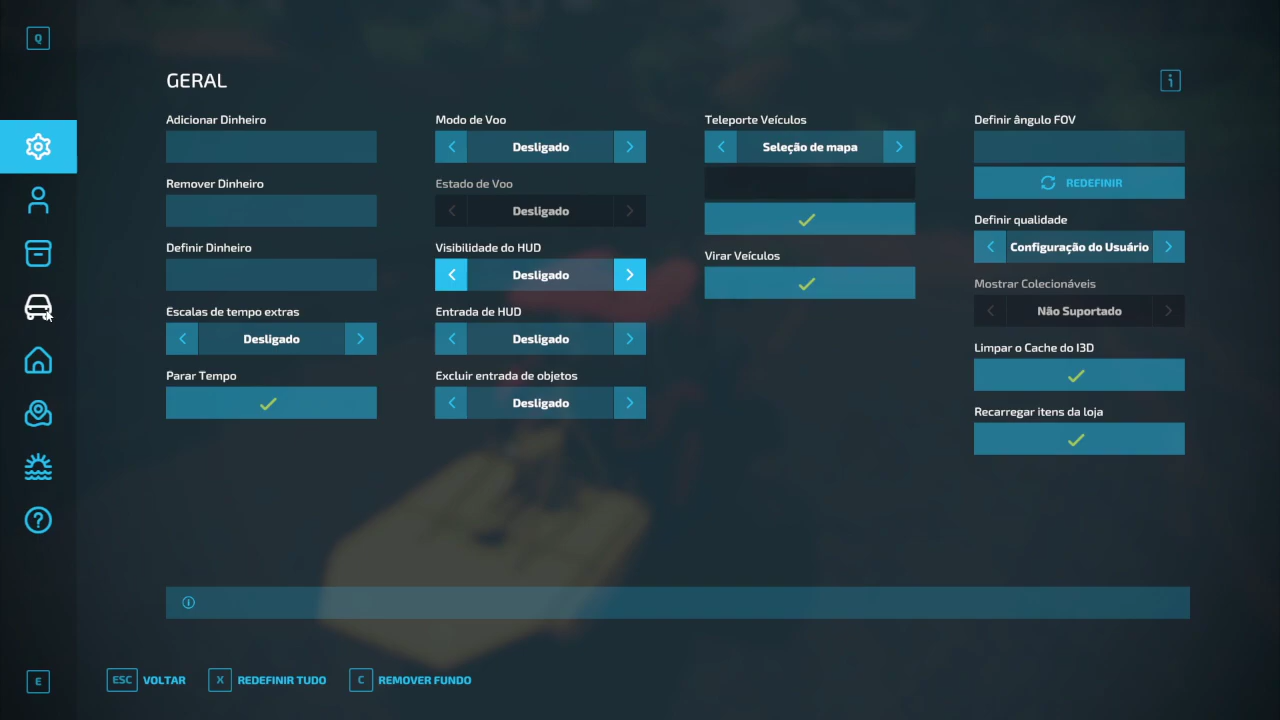 Q
GERAL
Adicionar Dinheiro
Remover Dinheiro
Definir Dinheiro
Escalas de tempo extras
Desligado
Parar Tempo
Modo de Voo
Desligado
Estado de Voo
Desligado
Visibilidade do HUD
Desligado
Entrada de HUD
Desligado
Excluir entrada de objetos
Desligado
Teleporte Veículos
Seleção de mapa
Virar Veículos
Definir ângulo FOV
REDEFINIR
Definir qualidade
Configuração do Usuário
Mostrar Colecionáveis
Não Suportado
Limpar o Cache do I3D
Recarregar itens da loja
E
ESC VOLTAR X REDEFINIR TUDO C REMOVER FUNDO